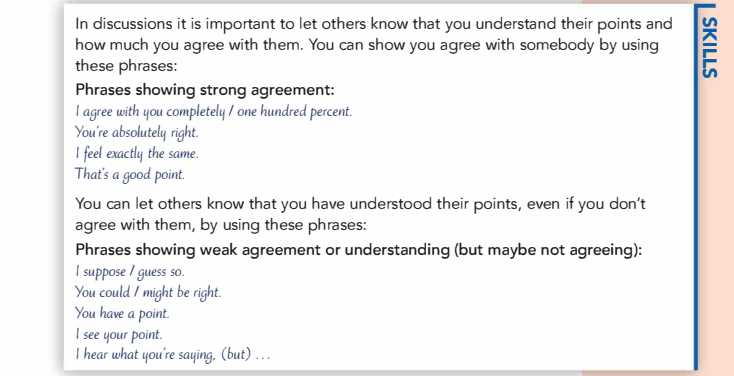 In discussions it is important to let others know that you understand their points and
how much you agree with them. You can show you agree with somebody by using
these phrases:
Phrases showing strong agreement:
I agree with you completely / one hundred percent.
You're absolutely right.
I feel exactly the same.
That's a good point.
You can let others know that you have understood their points, even if you don't
agree with them, by using these phrases:
Phrases showing weak agreement or understanding (but maybe not agreeing):
I suppose / guess so.
You could / might be right.
You have a point.
I see your point.
I hear what you're saying, (but) ...
SKILLS